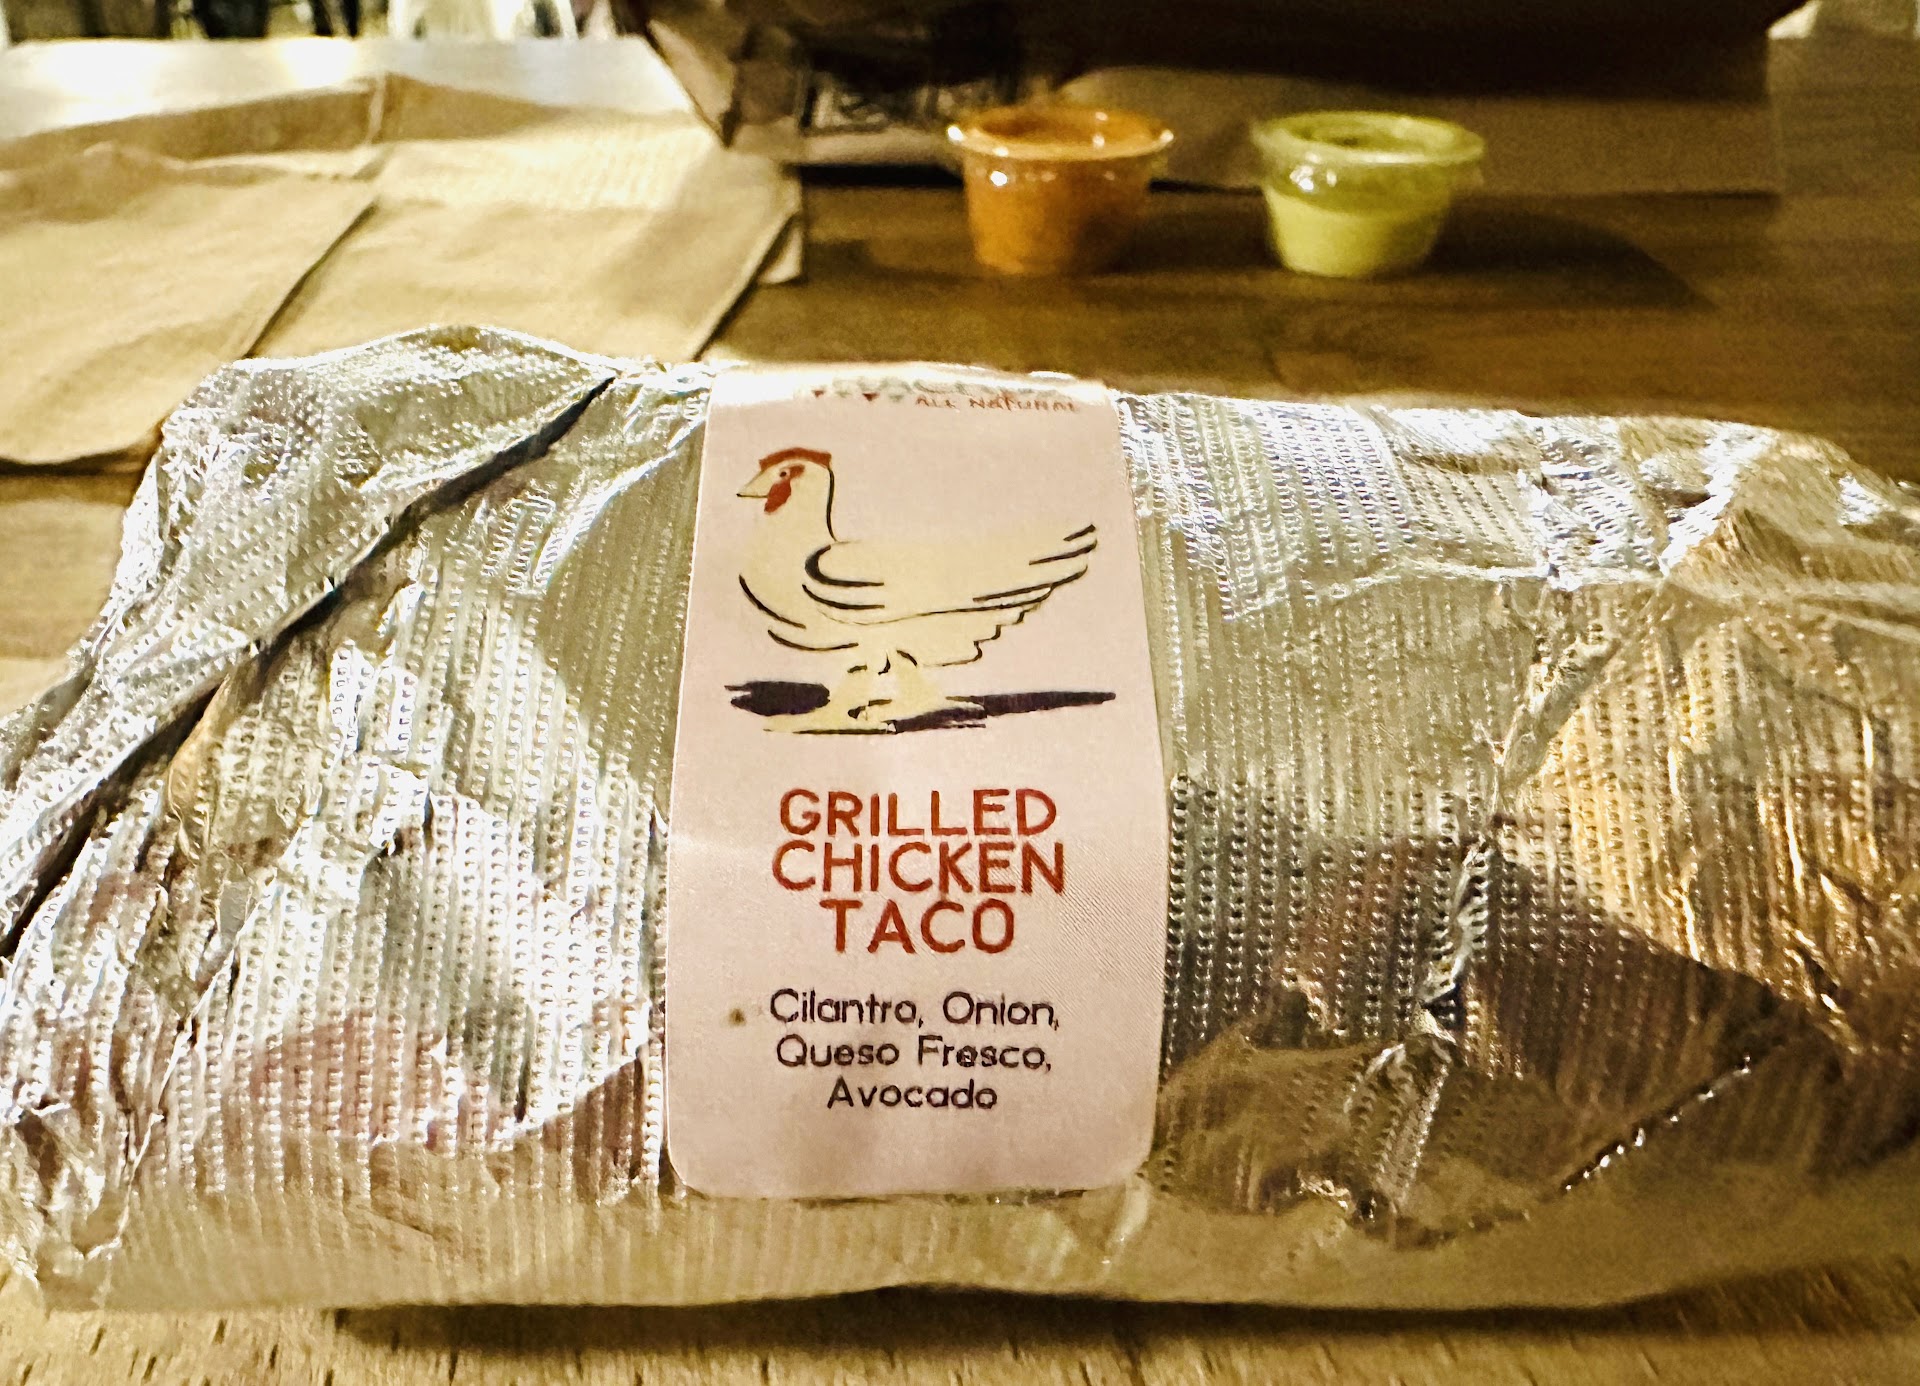 ALL NATURAL
GRILLED
CHICKEN
TACO
Cilantro, Onion,
Queso Fresco,
Avocado